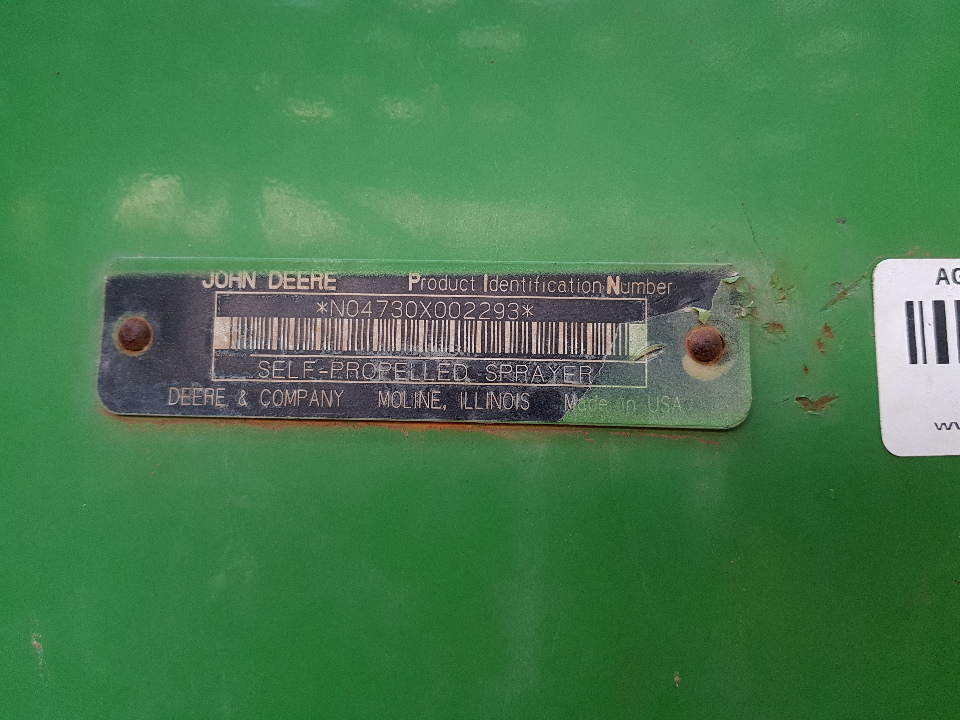 JOHN DEERE Product Identification Number
*N04730X002293*
SELF-PROPELLED SPRAYER
DEERE & COMPANY MOLINE, ILLINOIS Made in USA
AG